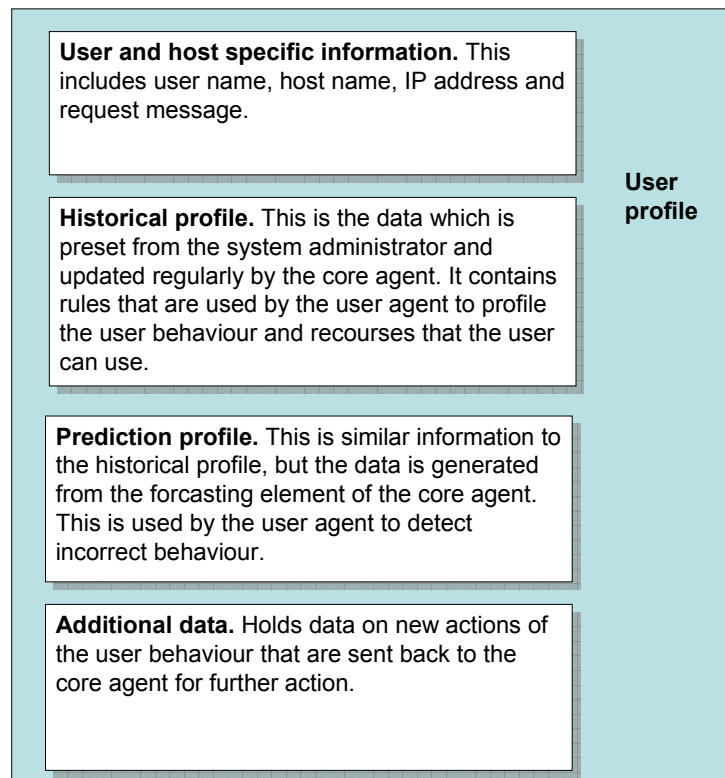 User and host specific information. This
includes user name, host name, IP address and
request message.
User
profile
Historical profile. This is the data which is
preset from the system administrator and
updated regularly by the core agent. It contains
rules that are used by the user agent to profile
the user behaviour and recourses that the user
can use.
Prediction profile. This is similar information to
the historical profile, but the data is generated
from the forcasting element of the core agent.
This is used by the user agent to detect
incorrect behaviour.
Additional data. Holds data on new actions of
the user behaviour that are sent back to the
core agent for further action.